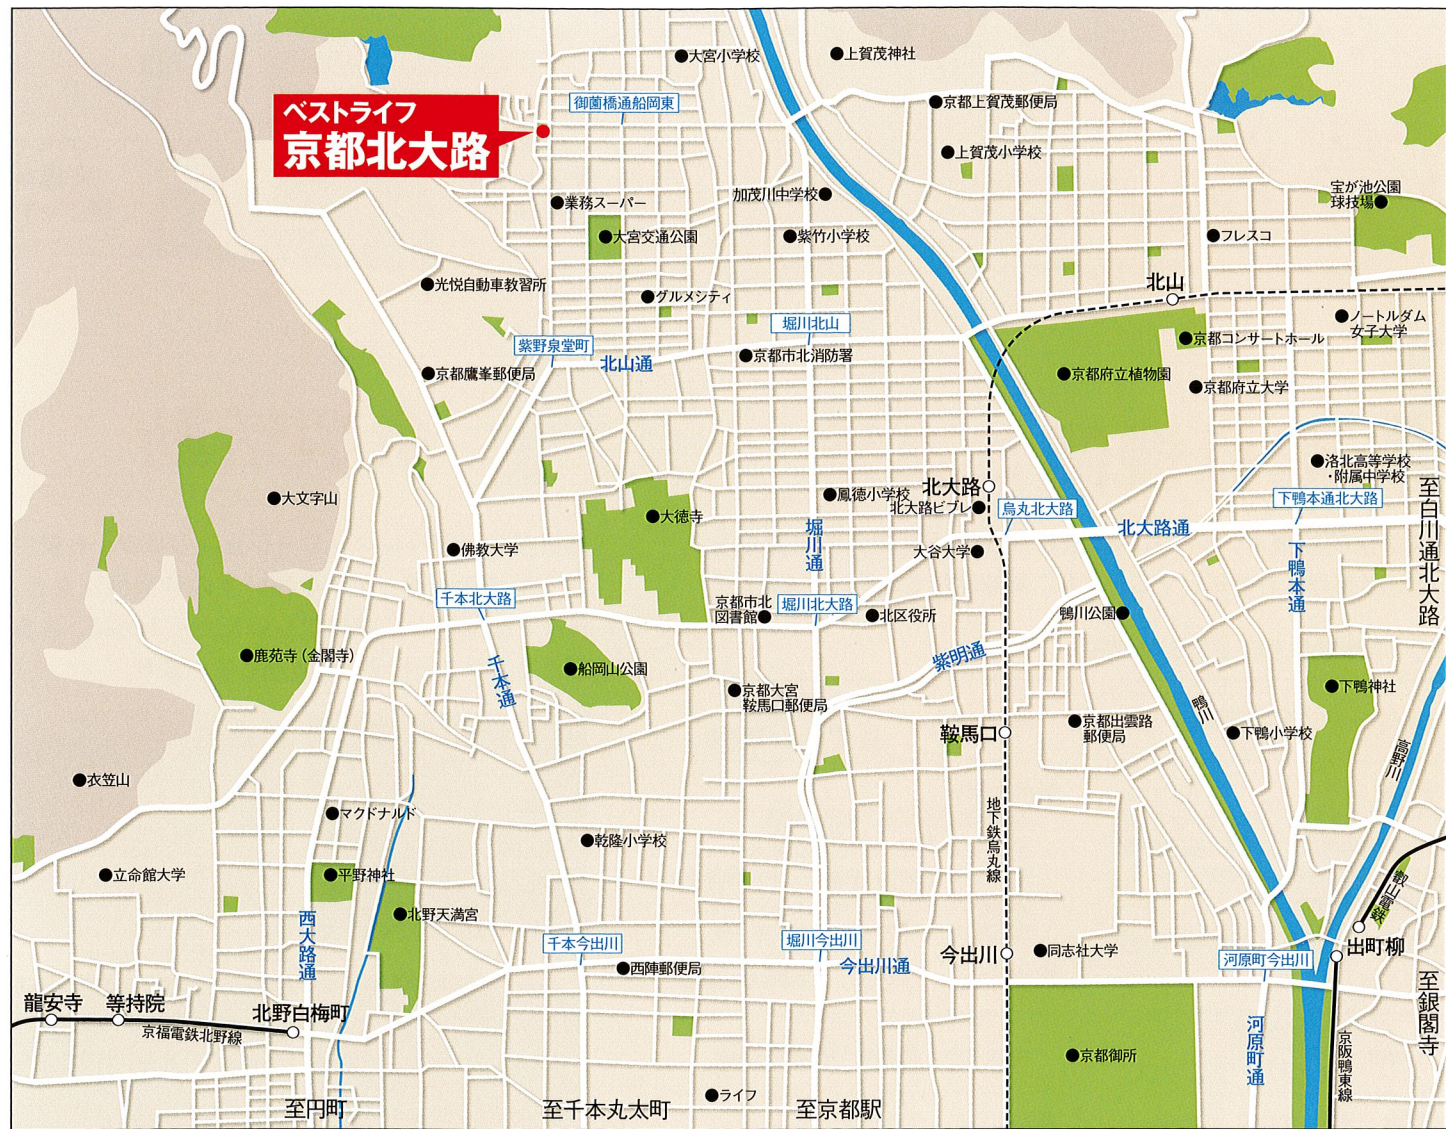 大宮小学校
上賀茂神社
御薗橋通船岡東
京都上賀茂郵便局
ベストライフ
京都北大路
上賀茂小学校
宝が池公園
球技場
業務スーパー
加茂川中学校
大宮交通公園
紫竹小学校
フレスコ
北山
光悦自動車教習所
グルメシティ
堀川北山
ノートルダム
女子大学
紫野泉堂町
北山通
京都市北消防署
京都コンサートホール
京都鷹峯郵便局
京都府立植物園
京都府立大学
洛北高等学校
・附属中学校
大文字山
鳳徳小学校
北大路
北大路ビブレ
烏丸北大路
下鴨本通北大路
至白川通北大路
大徳寺
堀川通
北大路通
佛教大学
大谷大学
下鴨本通
千本北大路
京都市北
図書館
堀川北大路
北区役所
鴨川公園
鹿苑寺（金閣寺）
船岡山公園
千本通
紫明通
京都大宮
鞍馬口郵便局
下鴨神社
鴨川
鞍馬口
京都出雲路
郵便局
下鴨小学校
高野川
衣笠山
マクドナルド
乾隆小学校
地下鉄烏丸線
立命館大学
平野神社
叡山電鉄
北野天満宮
西大路通
千本今出川
堀川今出川
今出川
同志社大学
河原町今出川
出町柳
西陣郵便局
今出川通
至銀閣寺
龍安寺
等持院
北野白梅町
京福電鉄北野線
河原町通
京阪鴨東線
京都御所
至円町
至千本丸太町
ライフ
至京都駅